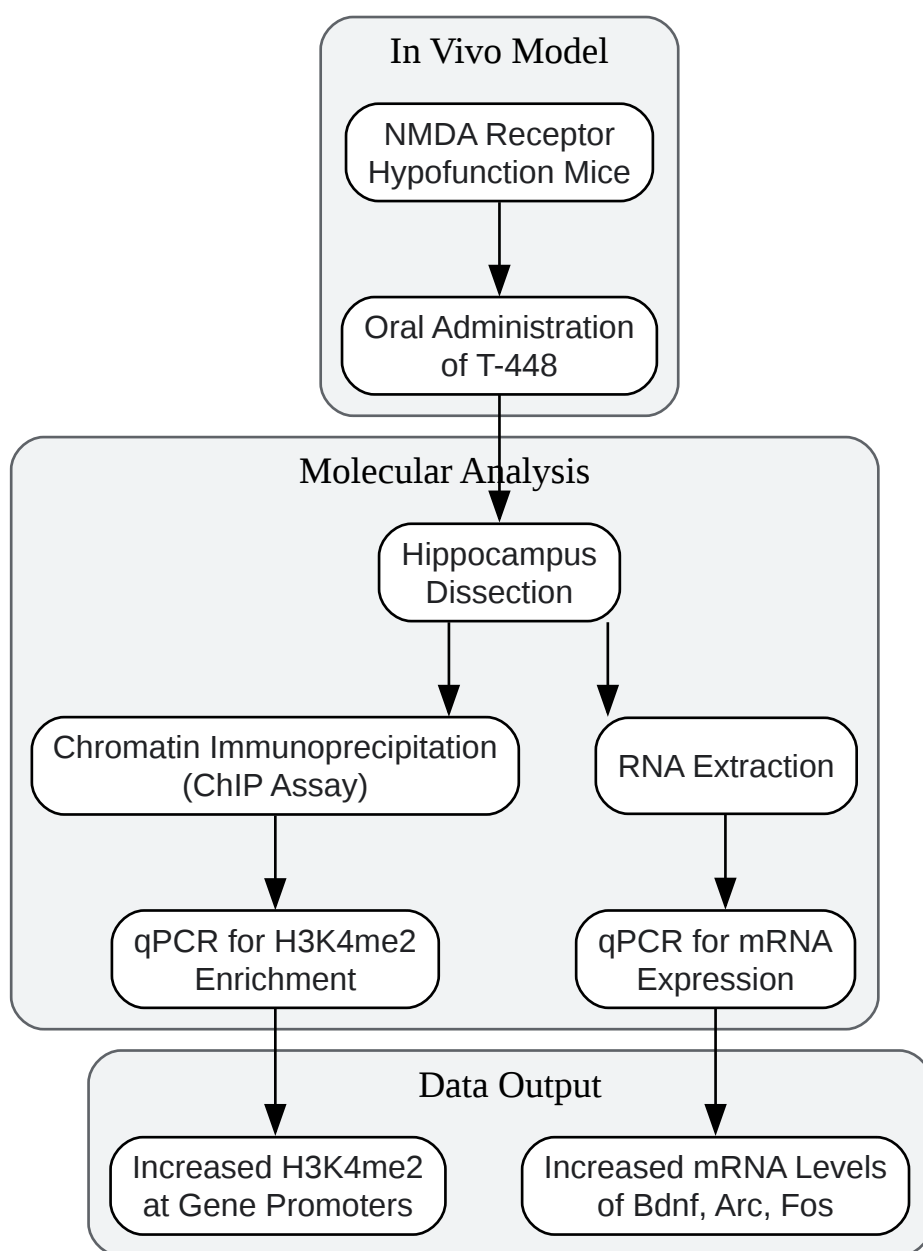 In Vivo Model
NMDA Receptor
Hypofunction Mice
Oral Administration
of T-448
Molecular Analysis
Hippocampus
Dissection
Chromatin Immunoprecipitation
(ChIP Assay)
RNA Extraction
qPCR for H3K4me2
Enrichment
qPCR for mRNA
Expression
Data Output
Increased H3K4me2
at Gene Promoters
Increased mRNA Levels
of Bdnf, Arc, Fos